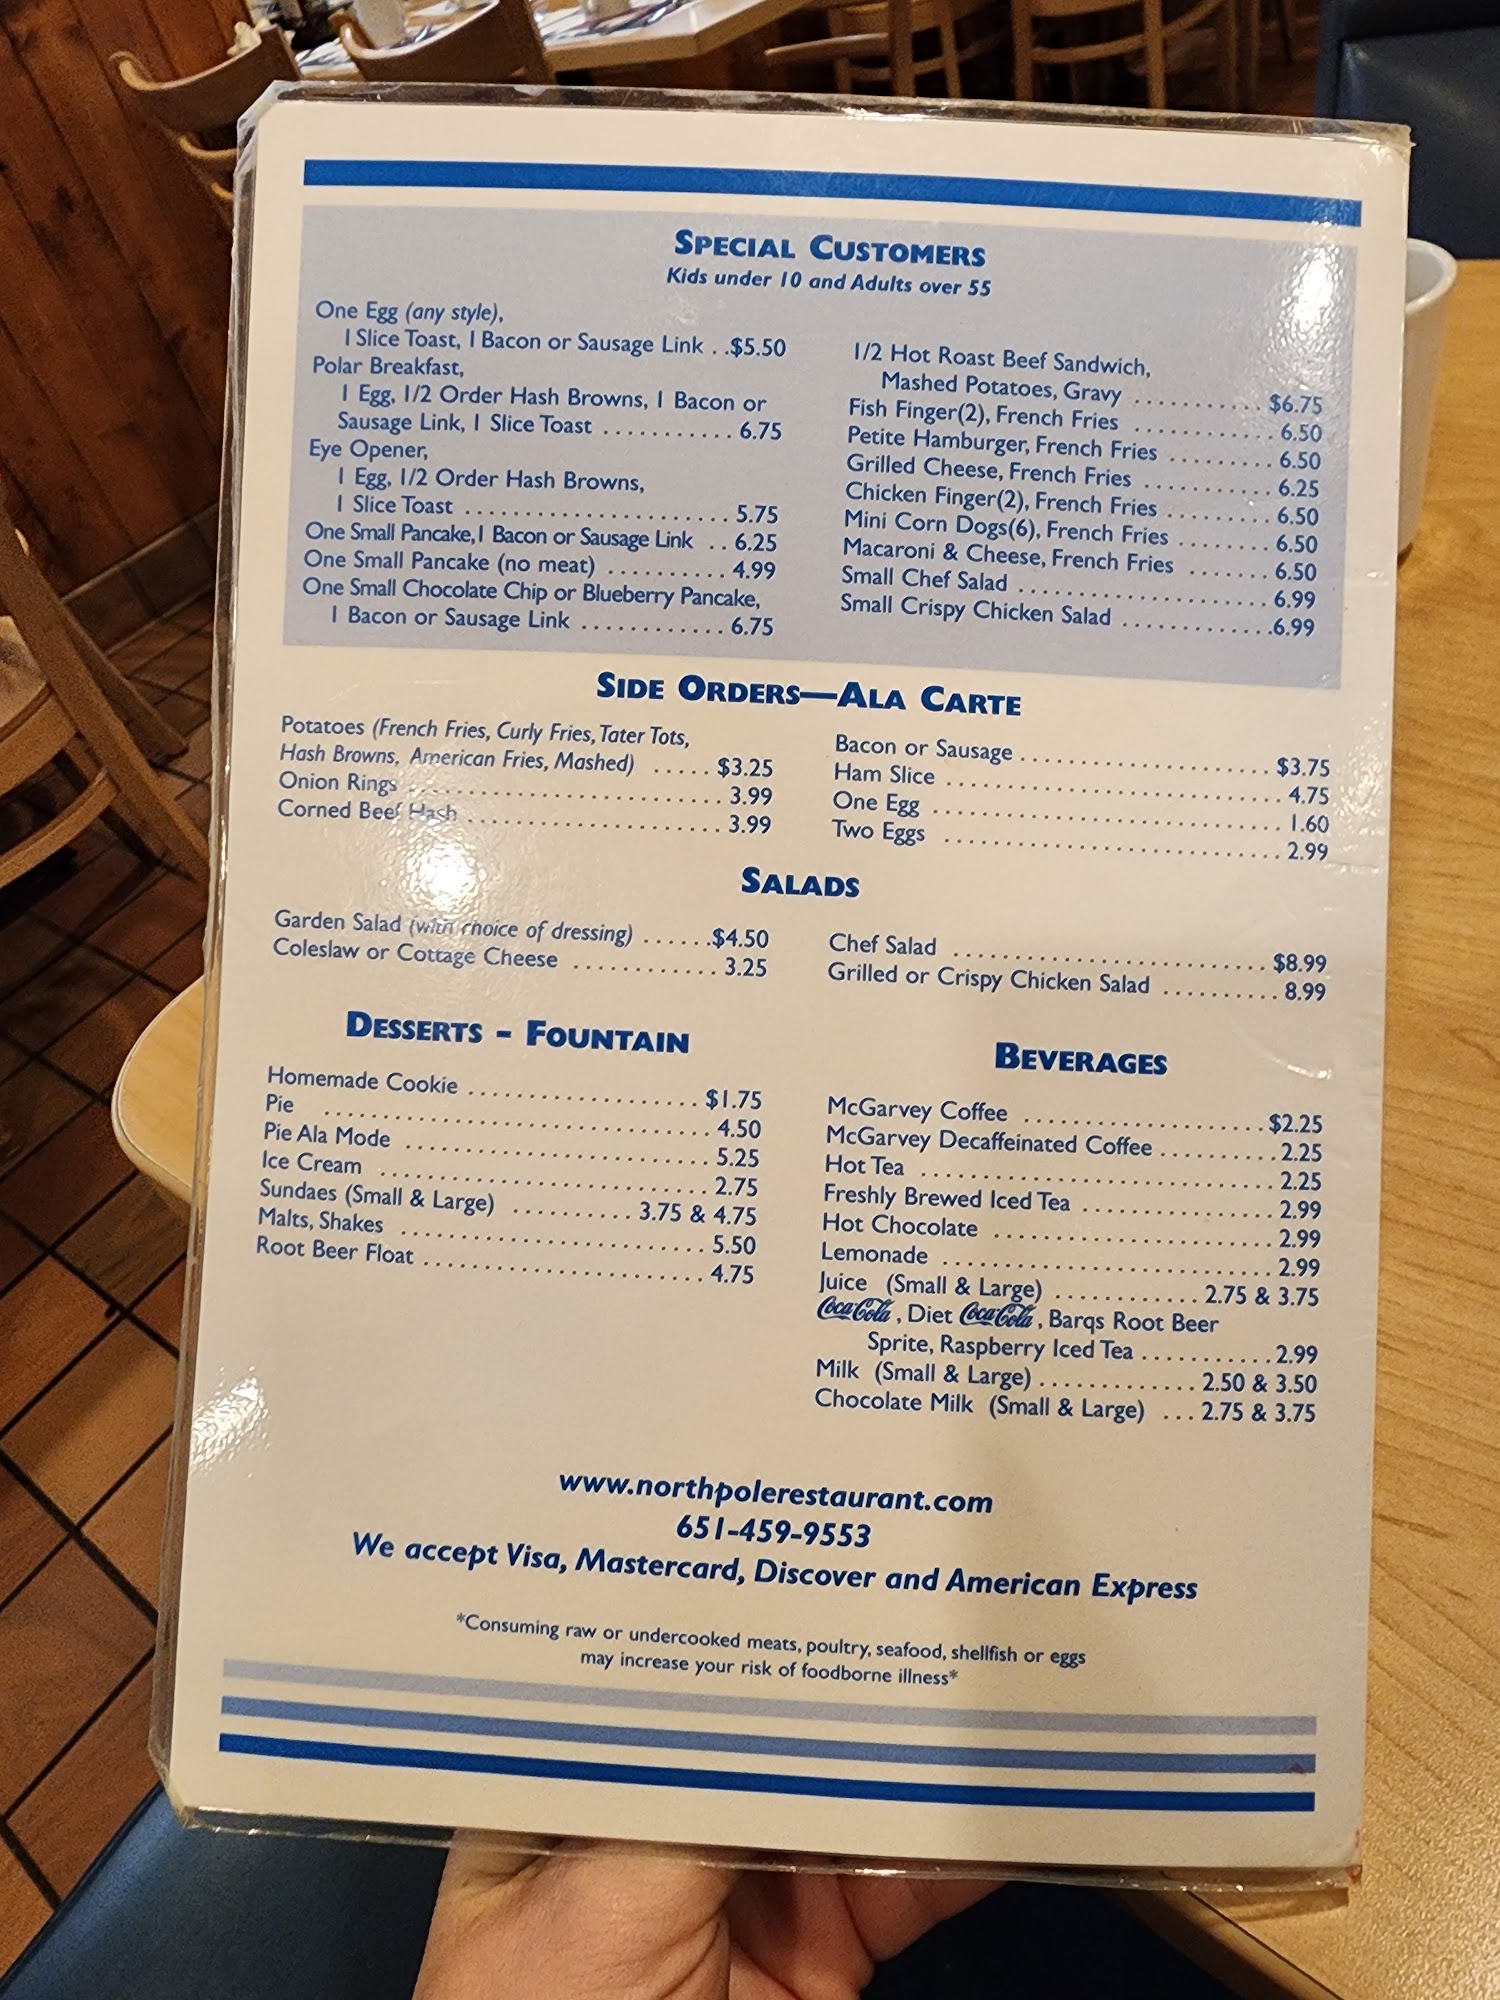 SPECIAL CUSTOMERS
Kids under 10 and Adults over 55
One Egg (any style),
1 Slice Toast, 1 Bacon or Sausage Link . .$5.50
Polar Breakfast,
1 Egg, 1/2 Order Hash Browns, 1 Bacon or
Sausage Link, 1 Slice Toast ........... 6.75
Eye Opener,
1 Egg, 1/2 Order Hash Browns,
1 Slice Toast ....................... 5.75
One Small Pancake, 1 Bacon or Sausage Link .. 6.25
One Small Pancake (no meat) .......... 4.99
One Small Chocolate Chip or Blueberry Pancake,
1 Bacon or Sausage Link ............ 6.75
1/2 Hot Roast Beef Sandwich,
Mashed Potatoes, Gravy ........... $6.75
Fish Finger(2), French Fries ............ 6.50
Petite Hamburger, French Fries ......... 6.50
Grilled Cheese, French Fries ........... 6.25
Chicken Finger(2), French Fries ......... 6.50
Mini Corn Dogs(6), French Fries ........ 6.50
Macaroni & Cheese, French Fries ....... 6.50
Small Chef Salad ..................... 6.99
Small Crispy Chicken Salad .............6.99
SIDE ORDERS—ALA CARTE
Potatoes (French Fries, Curly Fries, Tater Tots,
Hash Browns, American Fries, Mashed) ..... $3.25
Onion Rings ........................ 3.99
Corned Beef Hash ................... 3.99
Bacon or Sausage ..................... $3.75
Ham Slice ............................ 4.75
One Egg ............................. 1.60
Two Eggs ............................ 2.99
SALADS
Garden Salad (with choice of dressing) ......$4.50
Coleslaw or Cottage Cheese ............ 3.25
Chef Salad .......................... $8.99
Grilled or Crispy Chicken Salad .......... 8.99
DESSERTS - FOUNTAIN
Homemade Cookie ................... $1.75
Pie ................................ 4.50
Pie Ala Mode ......................... 5.25
Ice Cream ........................... 2.75
Sundaes (Small & Large) .......... 3.75 & 4.75
Malts, Shakes ......................... 5.50
Root Beer Float ....................... 4.75
BEVERAGES
McGarvey Coffee .....................$2.25
McGarvey Decaffeinated Coffee ..........2.25
Hot Tea ............................. 2.25
Freshly Brewed Iced Tea ................ 2.99
Hot Chocolate ....................... 2.99
Lemonade ........................... 2.99
Juice (Small & Large) ............ 2.75 & 3.75
Coca-Cola, Diet Coca-Cola, Barqs Root Beer
Sprite, Raspberry Iced Tea ...........2.99
Milk (Small & Large) ............. 2.50 & 3.50
Chocolate Milk (Small & Large) ... 2.75 & 3.75
www.northpolerestaurant.com
651-459-9553
We accept Visa, Mastercard, Discover and American Express
*Consuming raw or undercooked meats, poultry, seafood, shellfish or eggs
may increase your risk of foodborne illness*